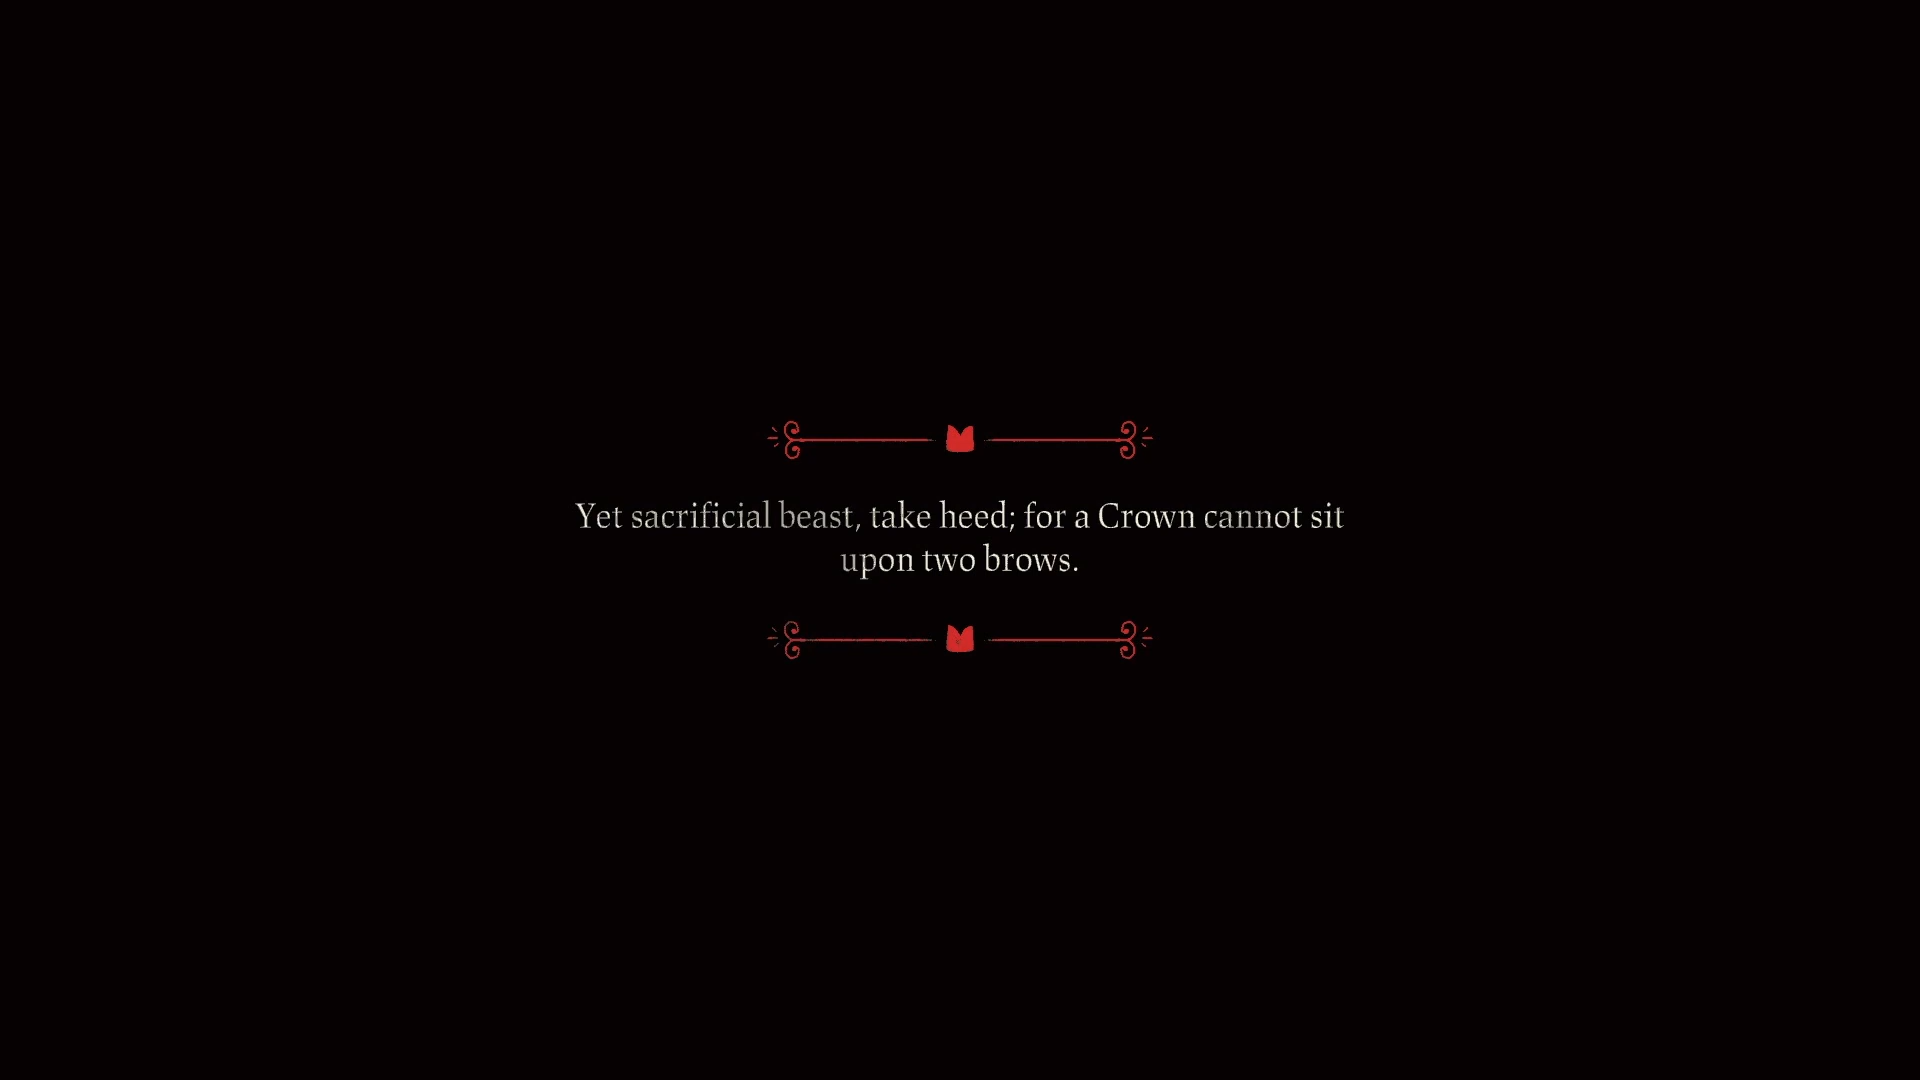 Yet sacrificial beast, take heed; for a Crown cannot sit
upon two brows.